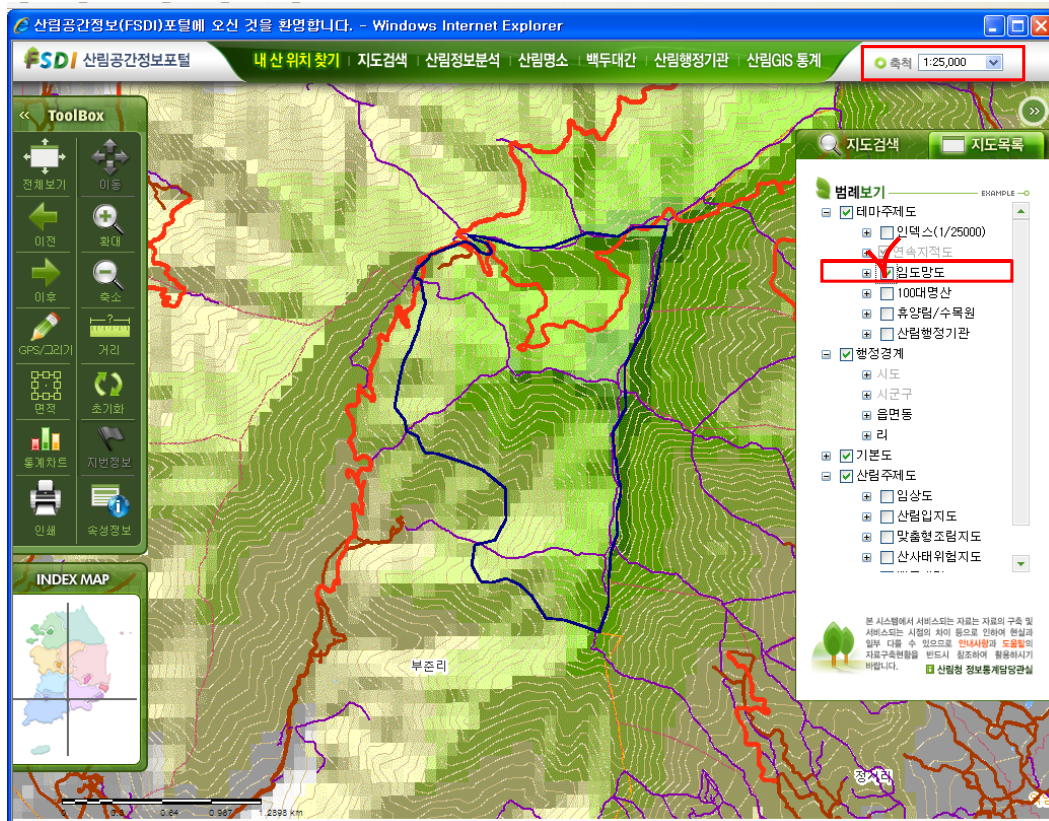 산림공간정보(FSDI)포털에 오신 것을 환영합니다. - Windows Internet Explorer
FSDI 산림공간정보포털
내 산 위치 찾기 지도검색 산림정보분석 산림명소 백두대간 산림행정기관 산림GIS 통계
축척 1:25,000
« ToolBox
전체보기 이동
이전 확대
이후 축소
GPS/그리기 거리
면적 초기화
통계차트 지번정보
인쇄 속성정보
INDEX MAP
»
지도검색 지도목록
범례보기 EXAMPLE
테마주제도
인덱스(1/25000)
연속지적도
임도망도
100대명산
휴양림/수목원
산림행정기관
행정경계
시도
시군구
읍면동
리
기본도
산림주제도
임상도
산림입지도
맞춤형조림지도
산사태위험지도
본 시스템에서 서비스되는 자료는 자료의 구축 및
서비스되는 시점의 차이 등으로 인하여 현실과
일부 다를 수 있으므로 안내사항과 도움말의
자료구축현황을 반드시 참조하여 활용하시기
바랍니다.
산림청 정보통계담당관실
부준리
0 0.3 0.64 0.967 1.2898 km